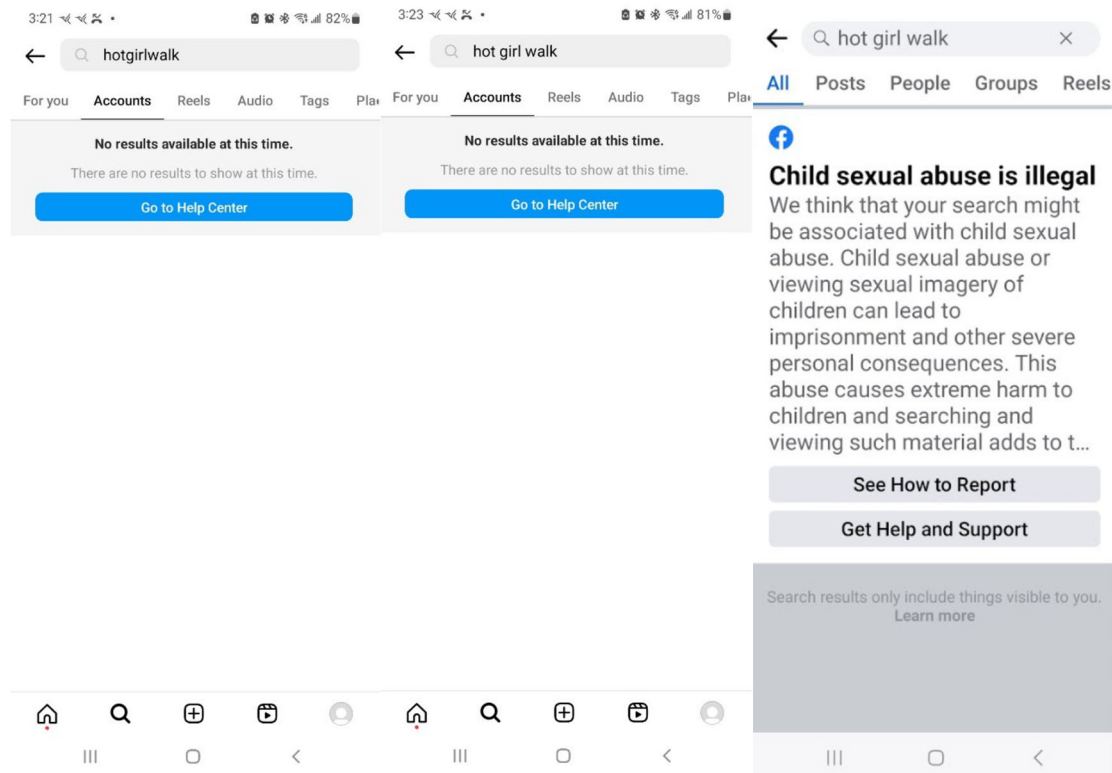 3:21
82%
hotgirlwalk
For you Accounts Reels Audio Tags Pla
No results available at this time.
There are no results to show at this time.
Go to Help Center
3:23
81%
hot girl walk
For you Accounts Reels Audio Tags Pla
No results available at this time.
There are no results to show at this time.
Go to Help Center
hot girl walk
All Posts People Groups Reels
Child sexual abuse is illegal
We think that your search might
be associated with child sexual
abuse. Child sexual abuse or
viewing sexual imagery of
children can lead to
imprisonment and other severe
personal consequences. This
abuse causes extreme harm to
children and searching and
viewing such material adds to t...
See How to Report
Get Help and Support
Search results only include things visible to you.
Learn more